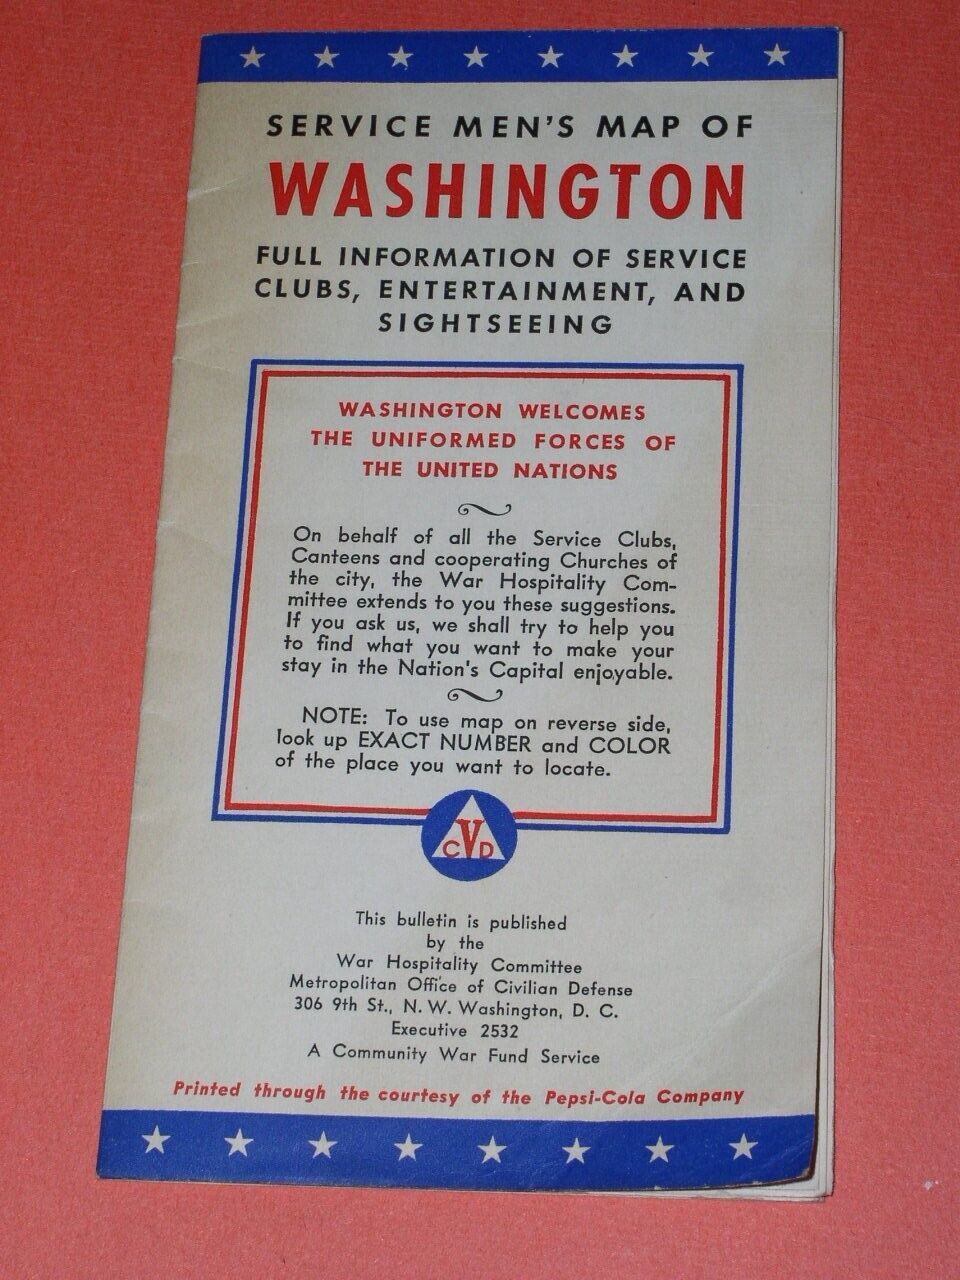 SERVICE MEN'S MAP OF
WASHINGTON
FULL INFORMATION OF SERVICE
CLUBS, ENTERTAINMENT, AND
SIGHTSEEING
WASHINGTON WELCOMES
THE UNIFORMED FORCES OF
THE UNITED NATIONS
On behalf of all the Service Clubs,
Canteens and cooperating Churches of
the city, the War Hospitality Com-
mittee extends to you these suggestions.
If you ask us, we shall try to help you
to find what you want to make your
stay in the Nation's Capital enjoyable.
NOTE: To use map on reverse side,
look up EXACT NUMBER and COLOR
of the place you want to locate.
CVD
This bulletin is published
by the
War Hospitality Committee
Metropolitan Office of Civilian Defense
306 9th St., N. W. Washington, D. C.
Executive 2532
A Community War Fund Service
Printed through the courtesy of the Pepsi-Cola Company